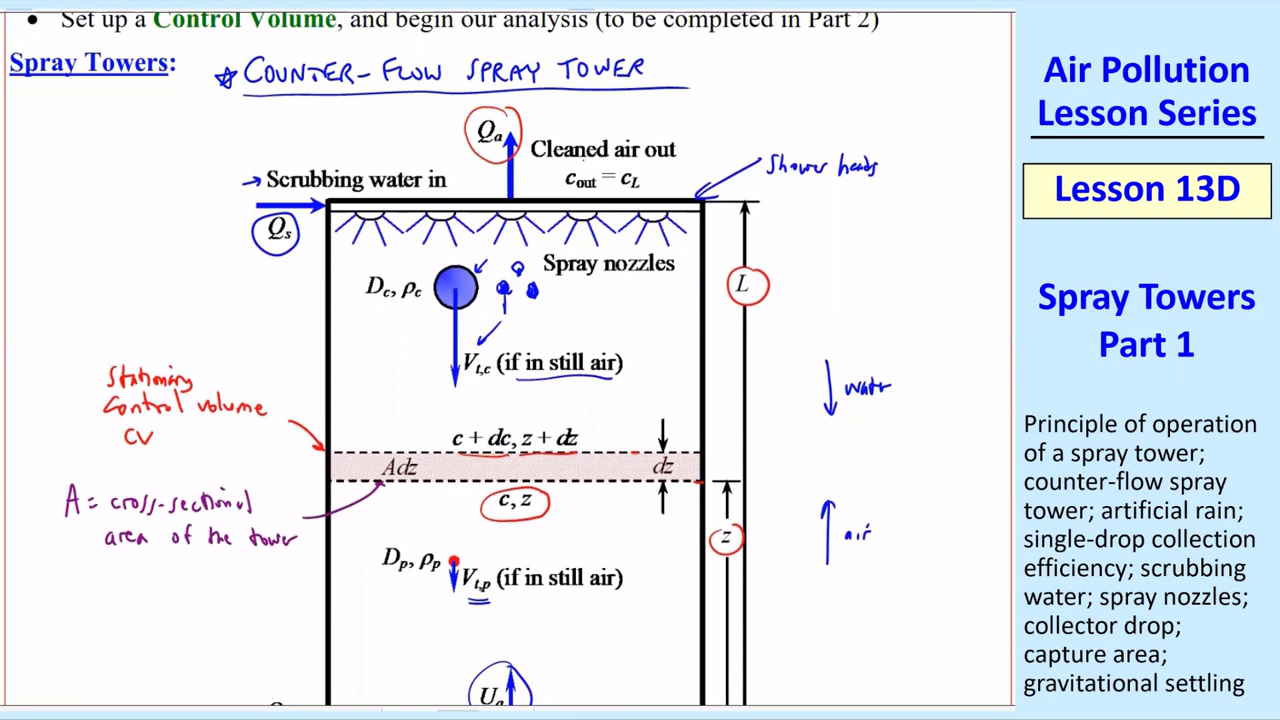 • Set up a Control Volume, and begin our analysis (to be completed in Part 2)
Spray Towers:
☆ COUNTER-FLOW SPRAY TOWER
Qa
Cleaned air out
cout = cL
Shower heads
→ Scrubbing water in
Qs
Spray nozzles
Dc, ρc
L
Vt,c (if in still air)
Stationary
Control volume
CV
↓ water
c + dc, z + dz
Adz
dz
c, z
A = cross-sectional
area of the tower
z
↑ air
Dp, ρp
Vt,p (if in still air)
Ua
Air Pollution
Lesson Series
Lesson 13D
Spray Towers
Part 1
Principle of operation
of a spray tower;
counter-flow spray
tower; artificial rain;
single-drop collection
efficiency; scrubbing
water; spray nozzles;
collector drop;
capture area;
gravitational settling